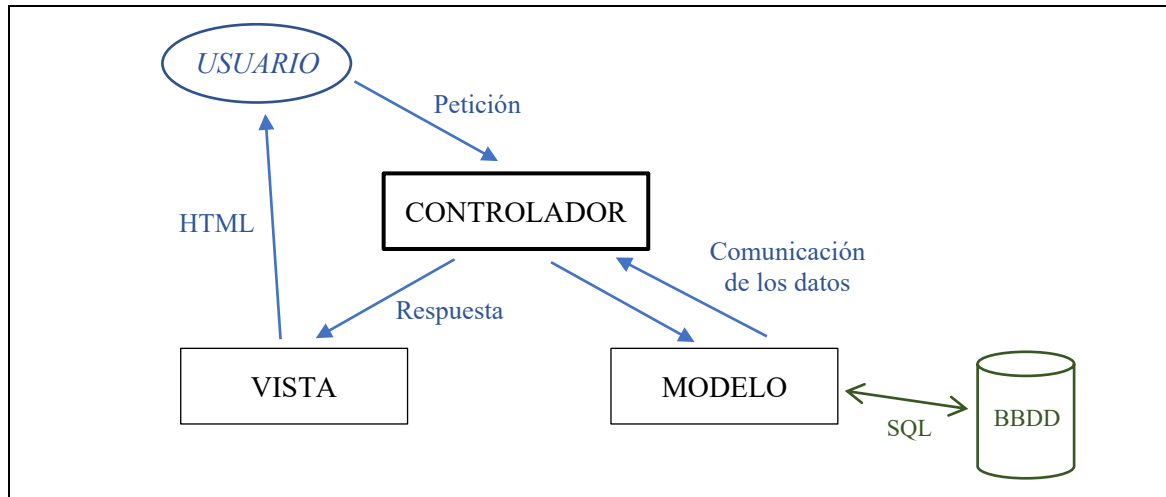 USUARIO
Petición
CONTROLADOR
HTML
Comunicación
de los datos
Respuesta
VISTA
MODELO
SQL
BBDD